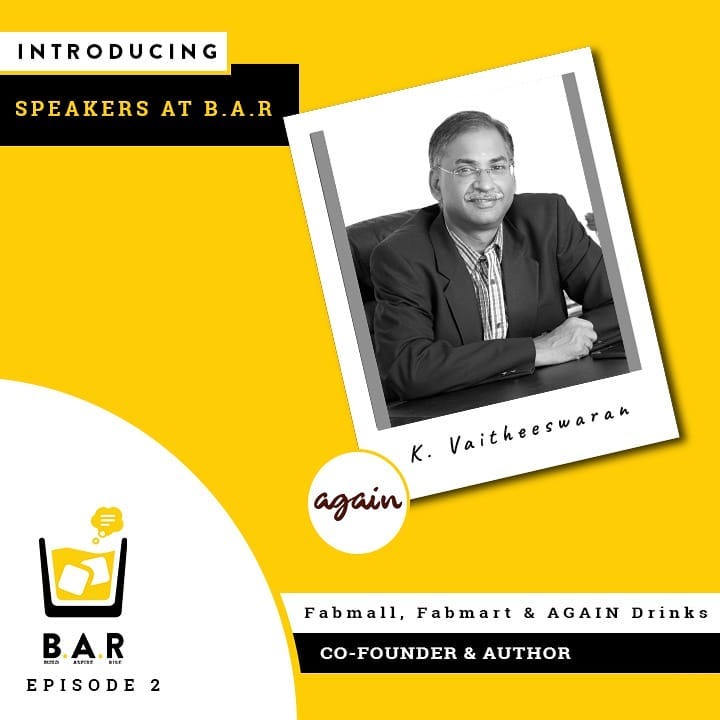 INTRODUCING
SPEAKERS AT B.A.R
K. Vaitheeswaran
again
Fabmall, Fabmart & AGAIN Drinks
CO-FOUNDER & AUTHOR
B.A.R
BUILD ASPIRE RISE
EPISODE 2